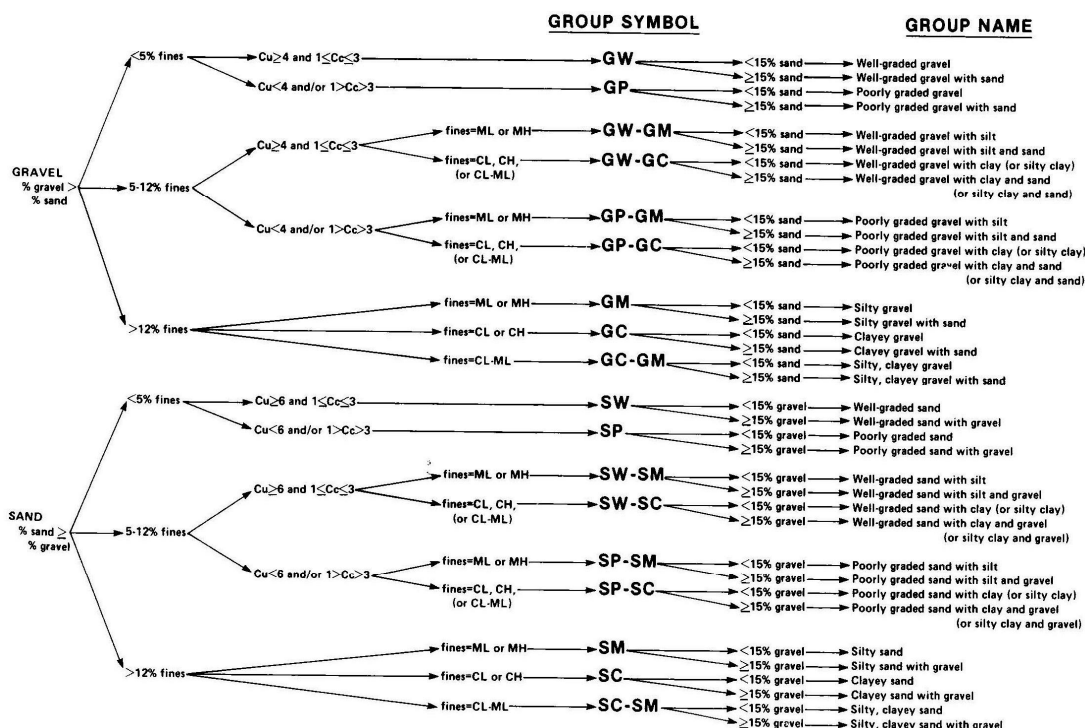 GROUP SYMBOL GROUP NAME
<5% fines Cu≥4 and 1≤Cc≤3 GW <15% sand Well-graded gravel
≥15% sand Well-graded gravel with sand
Cu<4 and/or 1>Cc>3 GP <15% sand Poorly graded gravel
≥15% sand Poorly graded gravel with sand
GRAVEL
% gravel >
% sand
5-12% fines Cu≥4 and 1≤Cc≤3 fines=ML or MH GW-GM <15% sand Well-graded gravel with silt
≥15% sand Well-graded gravel with silt and sand
fines=CL, CH, GW-GC <15% sand Well-graded gravel with clay (or silty clay)
(or CL-ML) ≥15% sand Well-graded gravel with clay and sand
(or silty clay and sand)
Cu<4 and/or 1>Cc>3 fines=ML or MH GP-GM <15% sand Poorly graded gravel with silt
≥15% sand Poorly graded gravel with silt and sand
fines=CL, CH, GP-GC <15% sand Poorly graded gravel with clay (or silty clay)
(or CL-ML) ≥15% sand Poorly graded gravel with clay and sand
(or silty clay and sand)
>12% fines fines=ML or MH GM <15% sand Silty gravel
≥15% sand Silty gravel with sand
fines=CL or CH GC <15% sand Clayey gravel
≥15% sand Clayey gravel with sand
fines=CL-ML GC-GM <15% sand Silty, clayey gravel
≥15% sand Silty, clayey gravel with sand
<5% fines Cu≥6 and 1≤Cc≤3 SW <15% gravel Well-graded sand
≥15% gravel Well-graded sand with gravel
Cu<6 and/or 1>Cc>3 SP <15% gravel Poorly graded sand
≥15% gravel Poorly graded sand with gravel
SAND
% sand ≥
% gravel
5-12% fines Cu≥6 and 1≤Cc≤3 fines=ML or MH SW-SM <15% gravel Well-graded sand with silt
≥15% gravel Well-graded sand with silt and gravel
fines=CL, CH, SW-SC <15% gravel Well-graded sand with clay (or silty clay)
(or CL-ML) ≥15% gravel Well-graded sand with clay and gravel
(or silty clay and gravel)
Cu<6 and/or 1>Cc>3 fines=ML or MH SP-SM <15% gravel Poorly graded sand with silt
≥15% gravel Poorly graded sand with silt and gravel
fines=CL, CH, SP-SC <15% gravel Poorly graded sand with clay (or silty clay)
(or CL-ML) ≥15% gravel Poorly graded sand with clay and gravel
(or silty clay and gravel)
>12% fines fines=ML or MH SM <15% gravel Silty sand
≥15% gravel Silty sand with gravel
fines=CL or CH SC <15% gravel Clayey sand
≥15% gravel Clayey sand with gravel
fines=CL-ML SC-SM <15% gravel Silty, clayey sand
≥15% gravel Silty, clayey sand with gravel